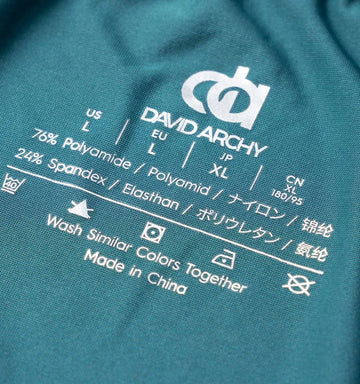 DAVID ARCHY
US | EU | JP | CN
L | L | XL | XL
180/95
76% Polyamide / Polyamid / ナイロン / 锦纶
24% Spandex / Elasthan / ポリウレタン / 氨纶
40
Wash Similar Colors Together
Made in China